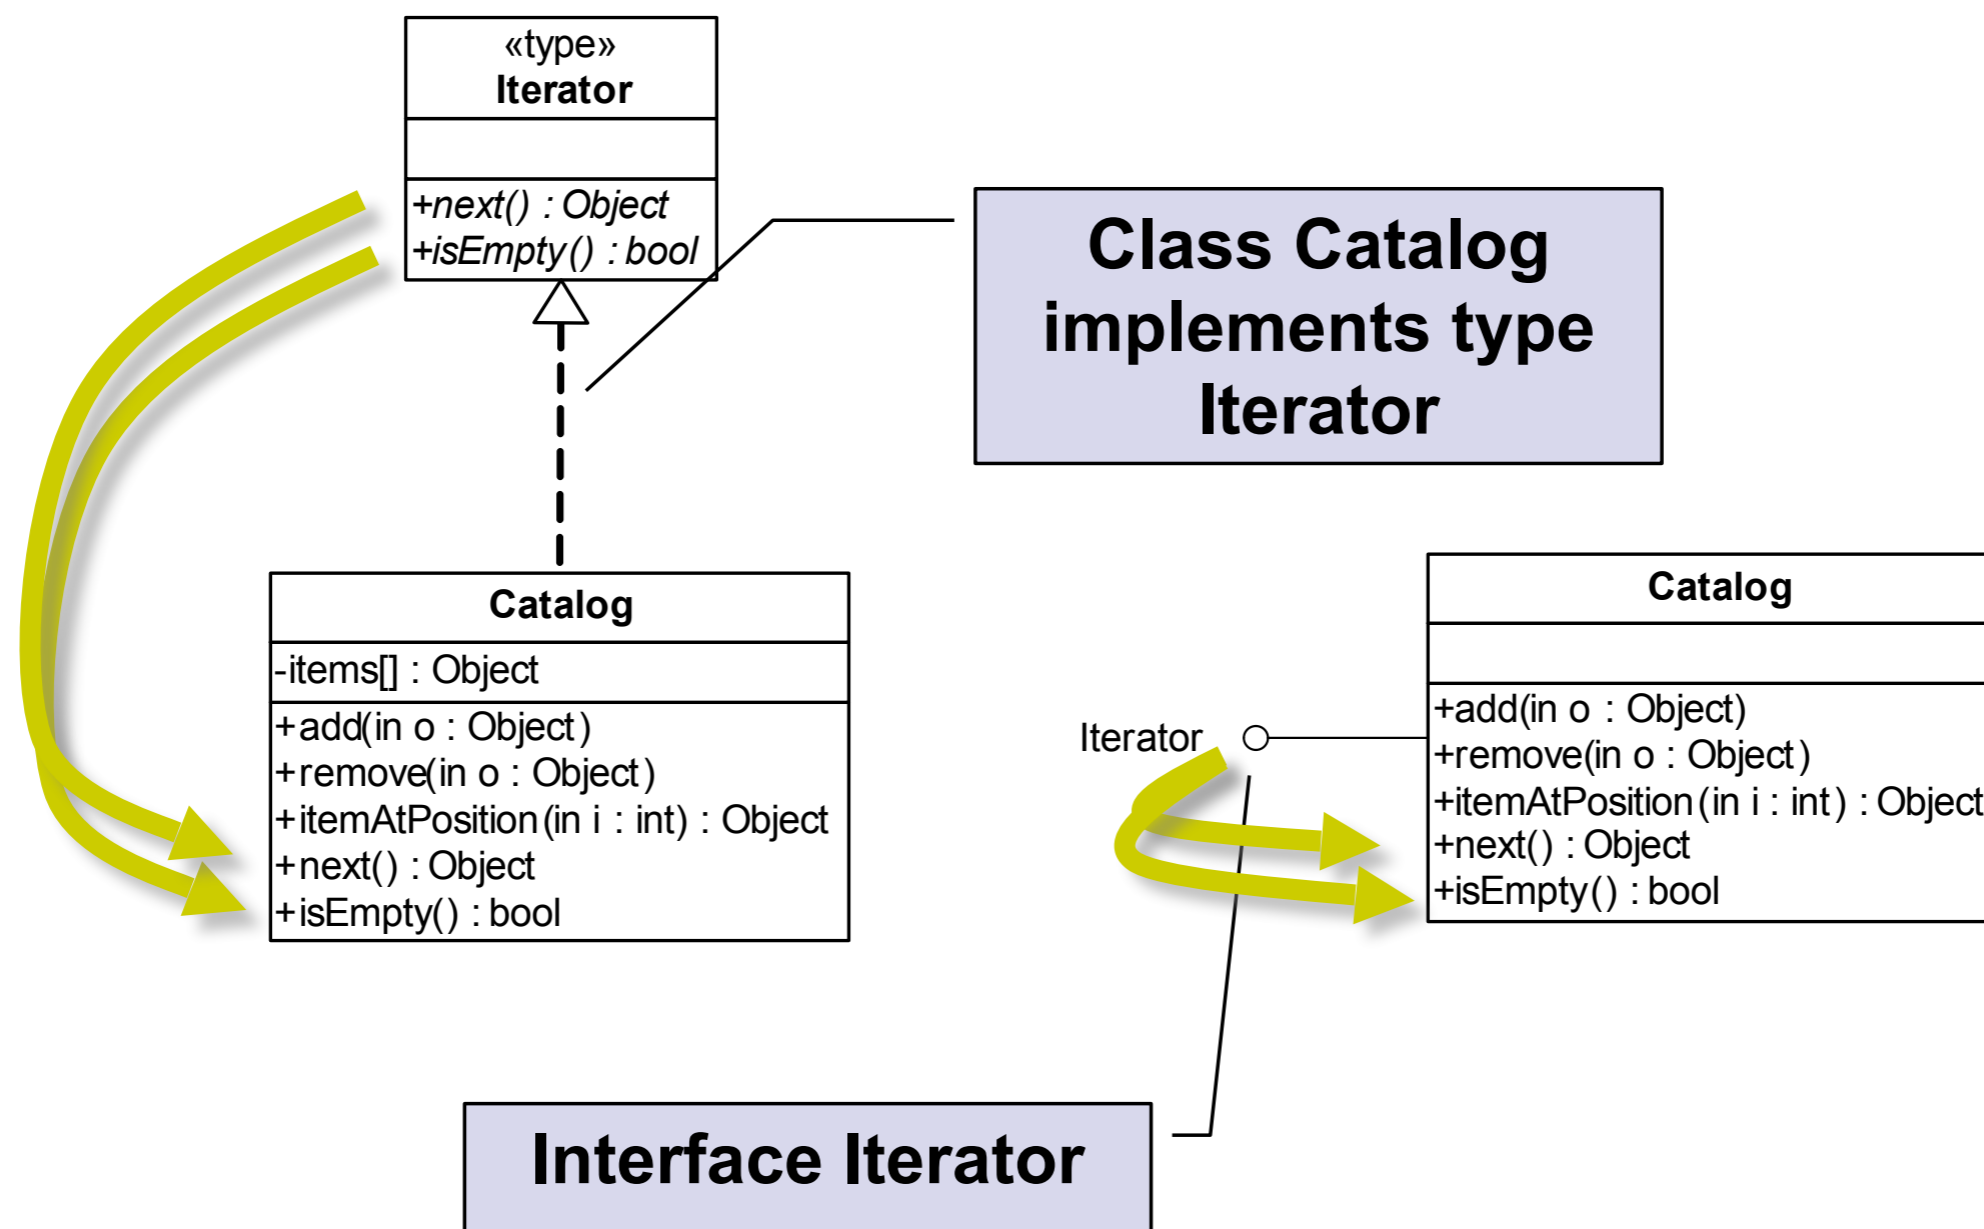 «type»
Iterator
+next() : Object
+isEmpty() : bool
Class Catalog
implements type
Iterator
Catalog
-items[] : Object
+add(in o : Object)
+remove(in o : Object)
+itemAtPosition(in i : int) : Object
+next() : Object
+isEmpty() : bool
Iterator
Catalog
+add(in o : Object)
+remove(in o : Object)
+itemAtPosition(in i : int) : Object
+next() : Object
+isEmpty() : bool
Interface Iterator